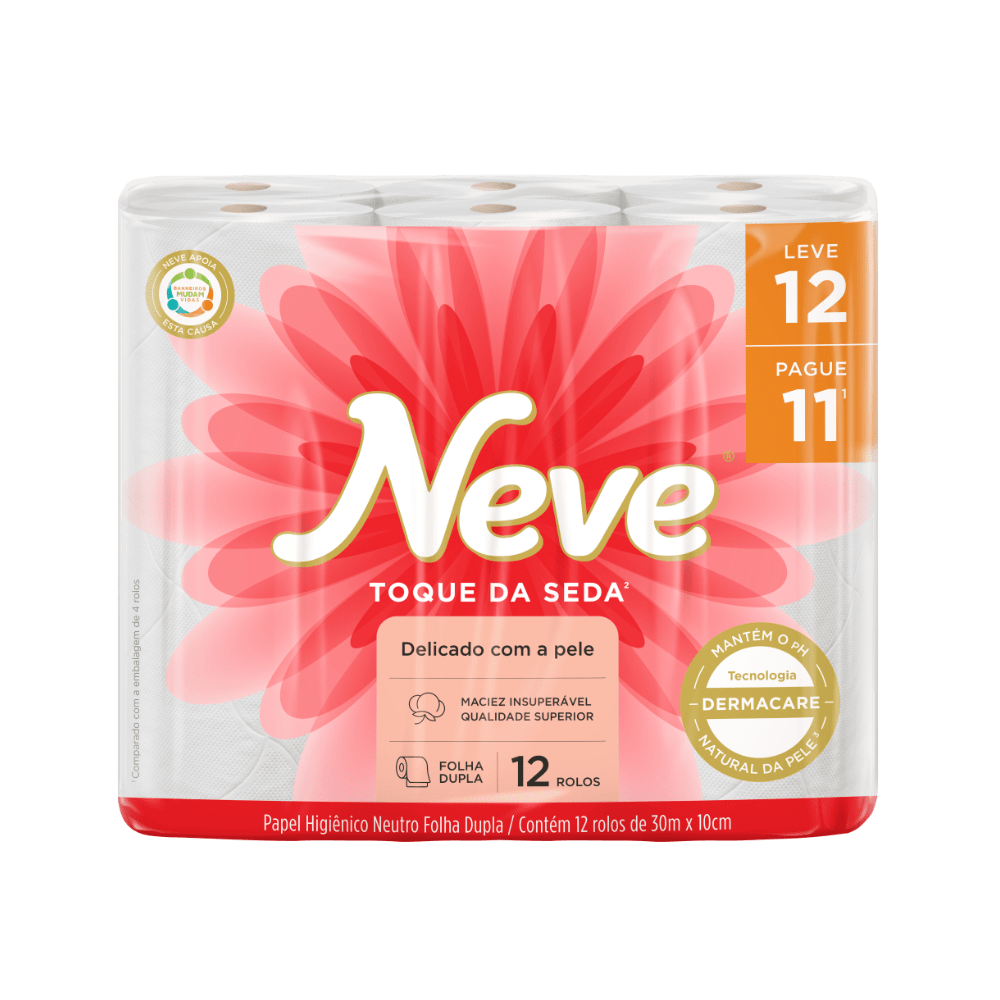 NEVE APOIA
BANHEIROS
MUDAM
VIDAS
ESTA CAUSA
LEVE
12
PAGUE
11¹
Neve®
TOQUE DA SEDA²
Delicado com a pele
MACIEZ INSUPERÁVEL
QUALIDADE SUPERIOR
FOLHA
DUPLA
12 ROLOS
MANTÉM O PH
Tecnologia
DERMACARE
NATURAL DA PELE³
¹Comparado com a embalagem de 4 rolos
Papel Higiênico Neutro Folha Dupla / Contém 12 rolos de 30m x 10cm